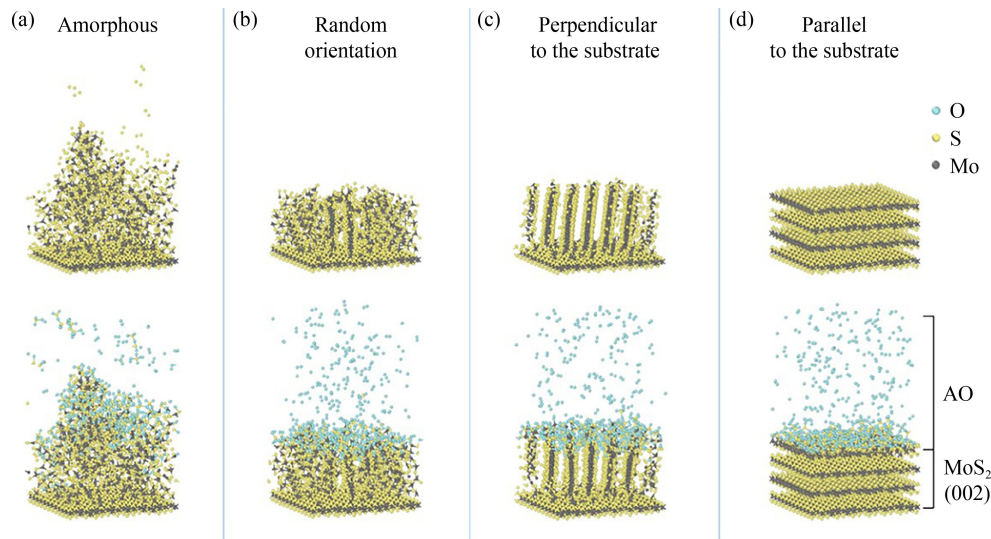 (a) Amorphous
(b) Random
orientation
(c) Perpendicular
to the substrate
(d) Parallel
to the substrate
O
S
Mo
AO
MoS₂
(002)